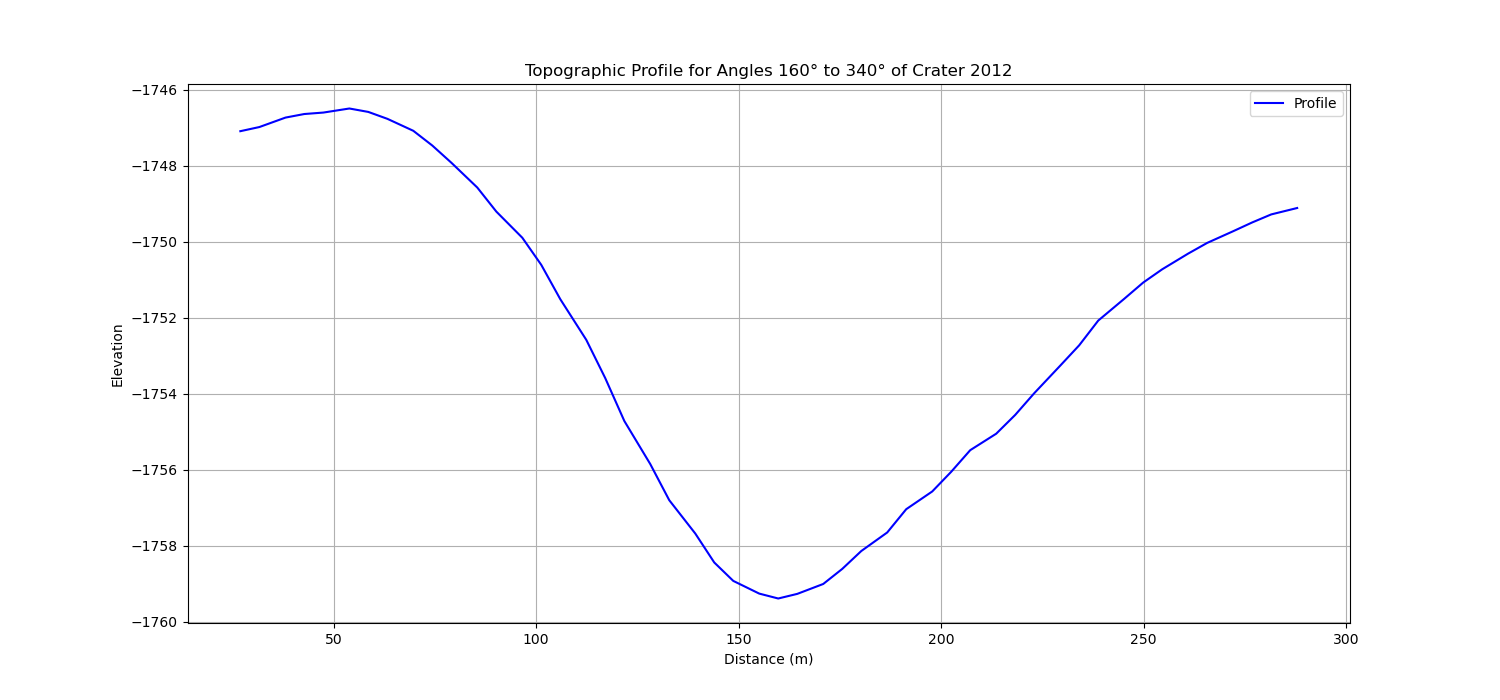 Topographic Profile for Angles 160° to 340° of Crater 2012
Profile
Elevation
−1746
−1748
−1750
−1752
−1754
−1756
−1758
−1760
50 100 150 200 250 300
Distance (m)